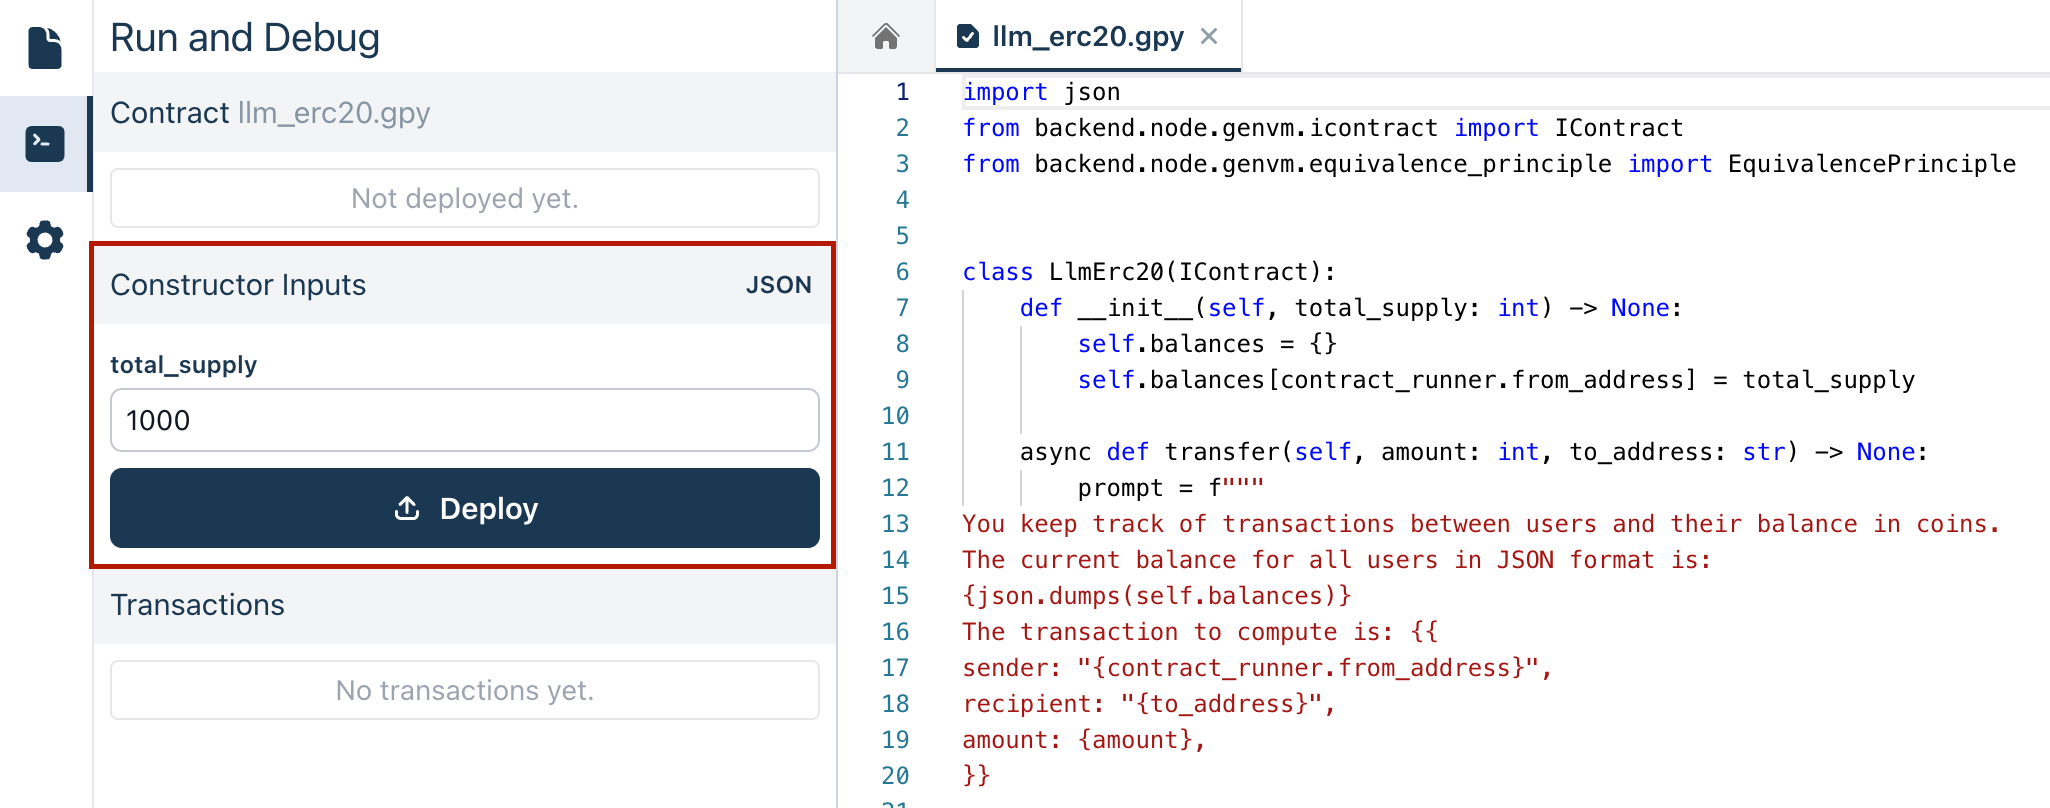 Run and Debug
Contract llm_erc20.gpy
Not deployed yet.
Constructor Inputs
JSON
total_supply
1000
Deploy
Transactions
No transactions yet.
llm_erc20.gpy
1 import json
2 from backend.node.genvm.icontract import IContract
3 from backend.node.genvm.equivalence_principle import EquivalencePrinciple
4
5
6 class LlmErc20(IContract):
7     def __init__(self, total_supply: int) -> None:
8         self.balances = {}
9         self.balances[contract_runner.from_address] = total_supply
10
11     async def transfer(self, amount: int, to_address: str) -> None:
12         prompt = f"""
13 You keep track of transactions between users and their balance in coins.
14 The current balance for all users in JSON format is:
15 {json.dumps(self.balances)}
16 The transaction to compute is: {{
17 sender: "{contract_runner.from_address}",
18 recipient: "{to_address}",
19 amount: {amount},
20 }}
21